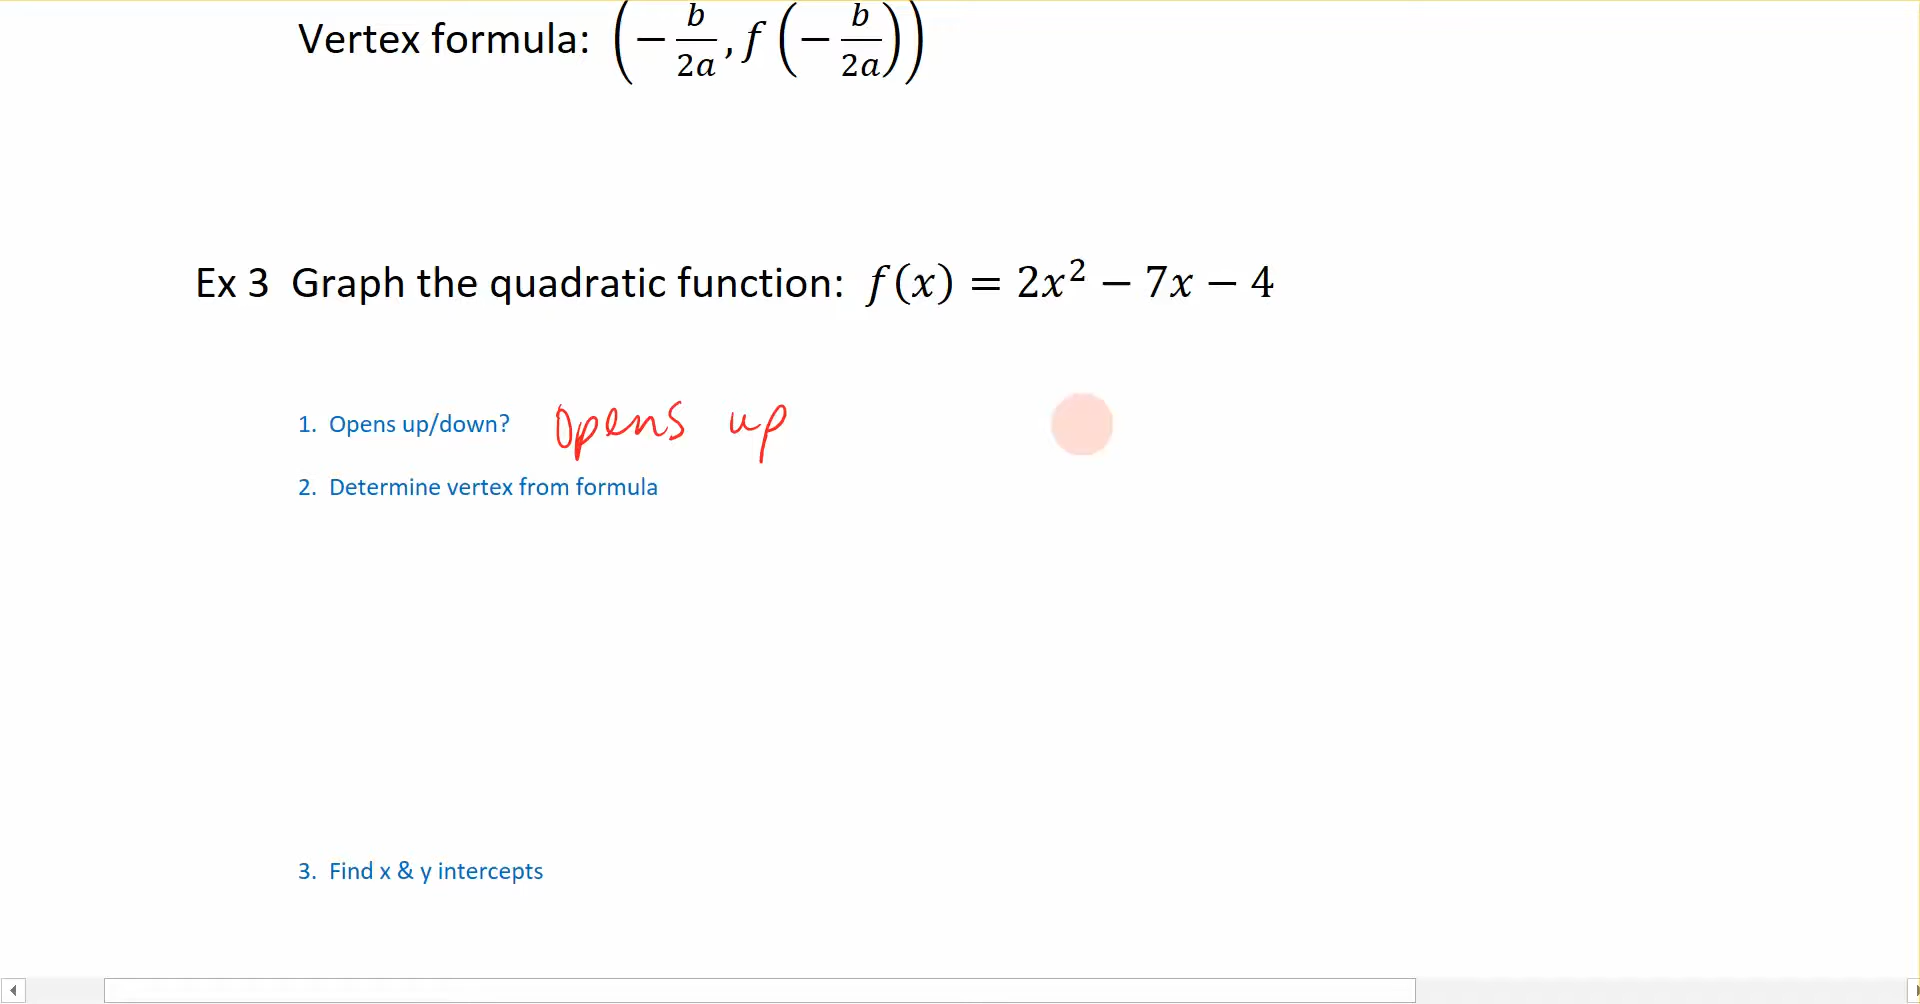 Vertex formula: (−b/2a, f(−b/2a))
Ex 3 Graph the quadratic function: f(x) = 2x² − 7x − 4
1. Opens up/down? Opens up
2. Determine vertex from formula
3. Find x & y intercepts